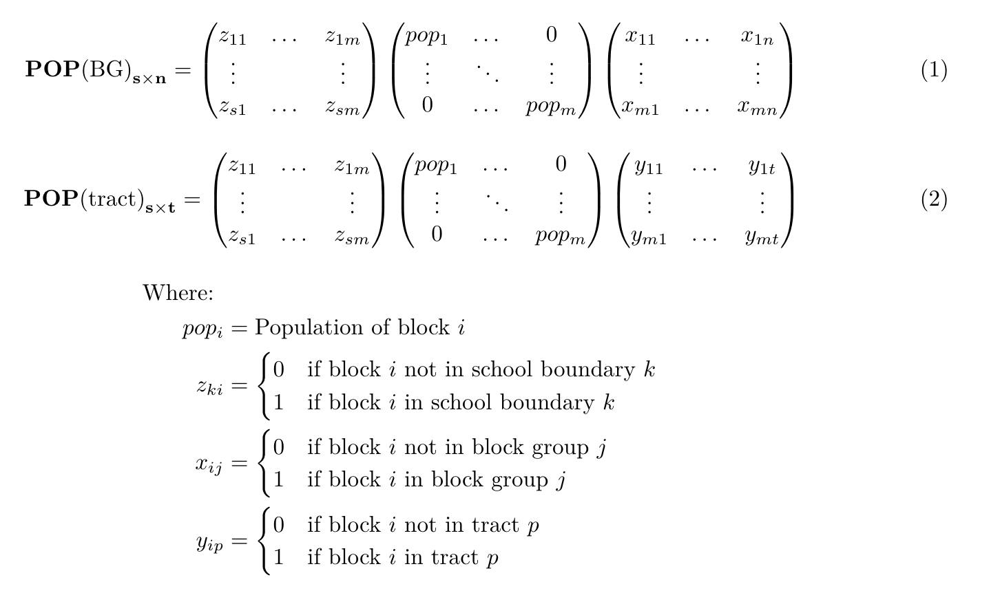 $$\mathbf{POP}(\text{BG})_{\mathbf{s \times n}} = \begin{pmatrix} z_{11} & \dots & z_{1m} \\ \vdots & & \vdots \\ z_{s1} & \dots & z_{sm} \end{pmatrix} \begin{pmatrix} pop_1 & \dots & 0 \\ \vdots & \ddots & \vdots \\ 0 & \dots & pop_m \end{pmatrix} \begin{pmatrix} x_{11} & \dots & x_{1n} \\ \vdots & & \vdots \\ x_{m1} & \dots & x_{mn} \end{pmatrix} \quad (1)$$
$$\mathbf{POP}(\text{tract})_{\mathbf{s \times t}} = \begin{pmatrix} z_{11} & \dots & z_{1m} \\ \vdots & & \vdots \\ z_{s1} & \dots & z_{sm} \end{pmatrix} \begin{pmatrix} pop_1 & \dots & 0 \\ \vdots & \ddots & \vdots \\ 0 & \dots & pop_m \end{pmatrix} \begin{pmatrix} y_{11} & \dots & y_{1t} \\ \vdots & & \vdots \\ y_{m1} & \dots & y_{mt} \end{pmatrix} \quad (2)$$
Where:
$$pop_i = \text{Population of block } i$$
$$z_{ki} = \begin{cases} 0 & \text{if block } i \text{ not in school boundary } k \\ 1 & \text{if block } i \text{ in school boundary } k \end{cases}$$
$$x_{ij} = \begin{cases} 0 & \text{if block } i \text{ not in block group } j \\ 1 & \text{if block } i \text{ in block group } j \end{cases}$$
$$y_{ip} = \begin{cases} 0 & \text{if block } i \text{ not in tract } p \\ 1 & \text{if block } i \text{ in tract } p \end{cases}$$